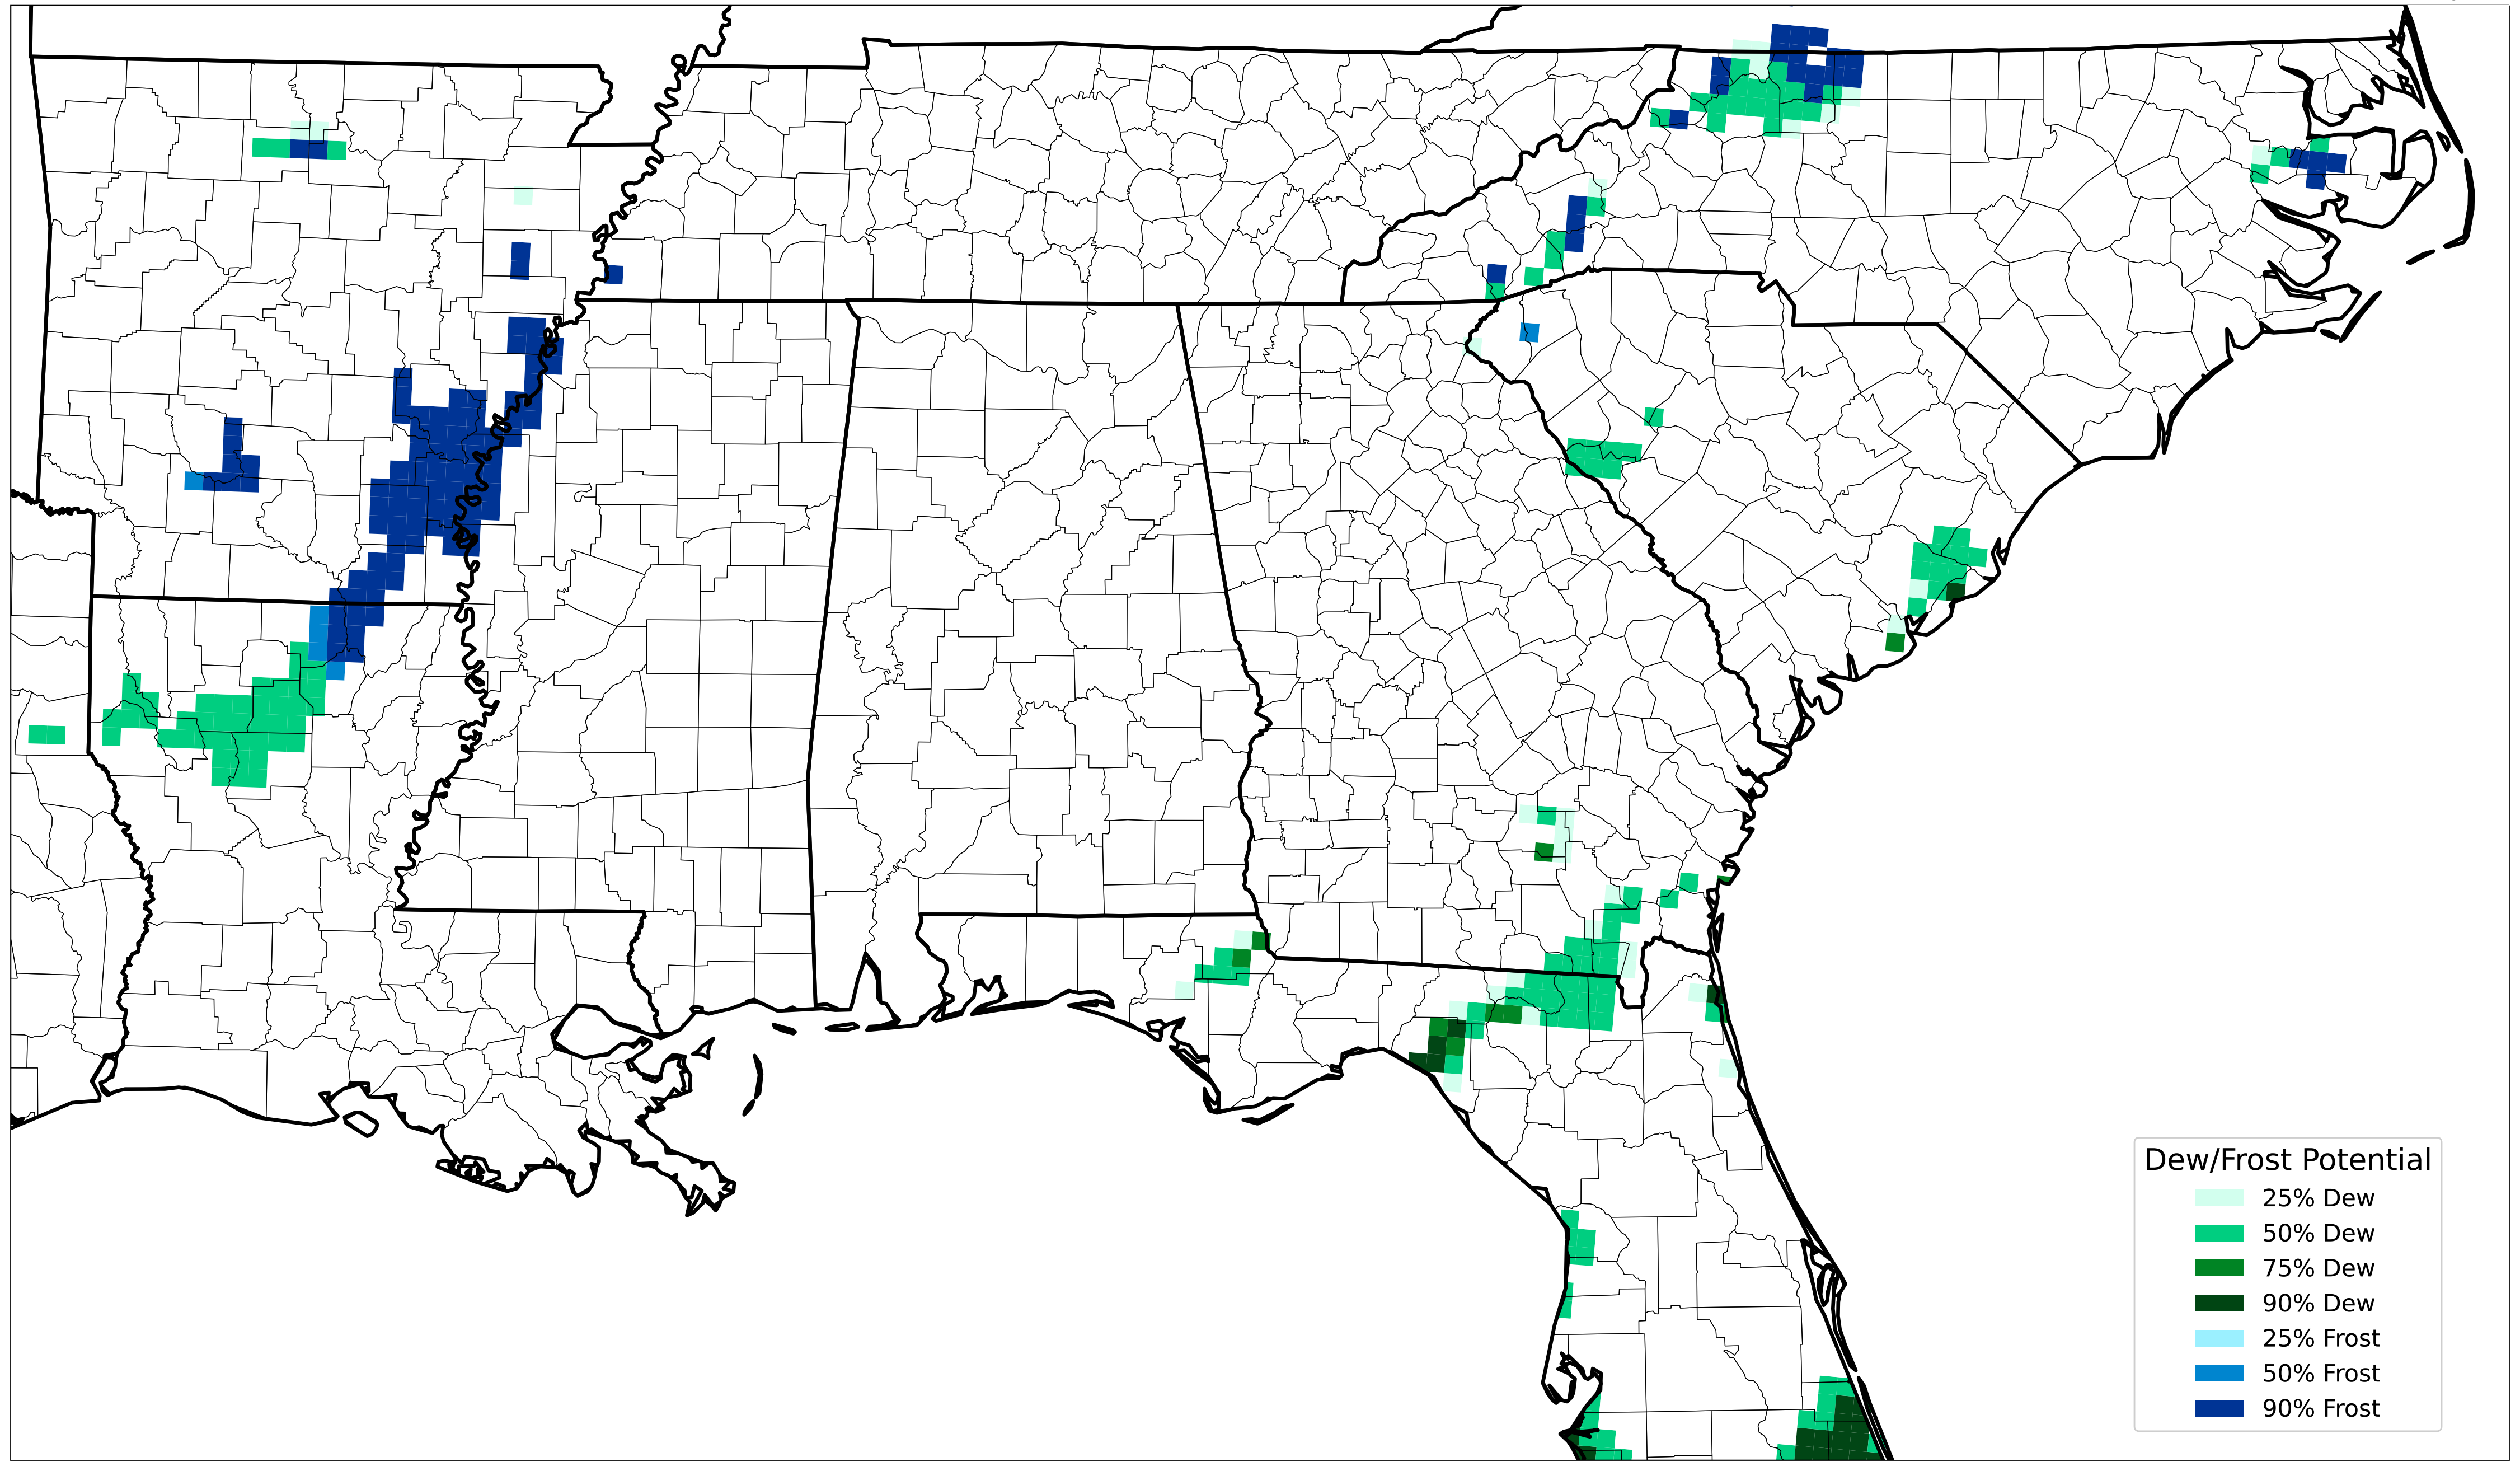 Dew/Frost Potential
25% Dew
50% Dew
75% Dew
90% Dew
25% Frost
50% Frost
90% Frost